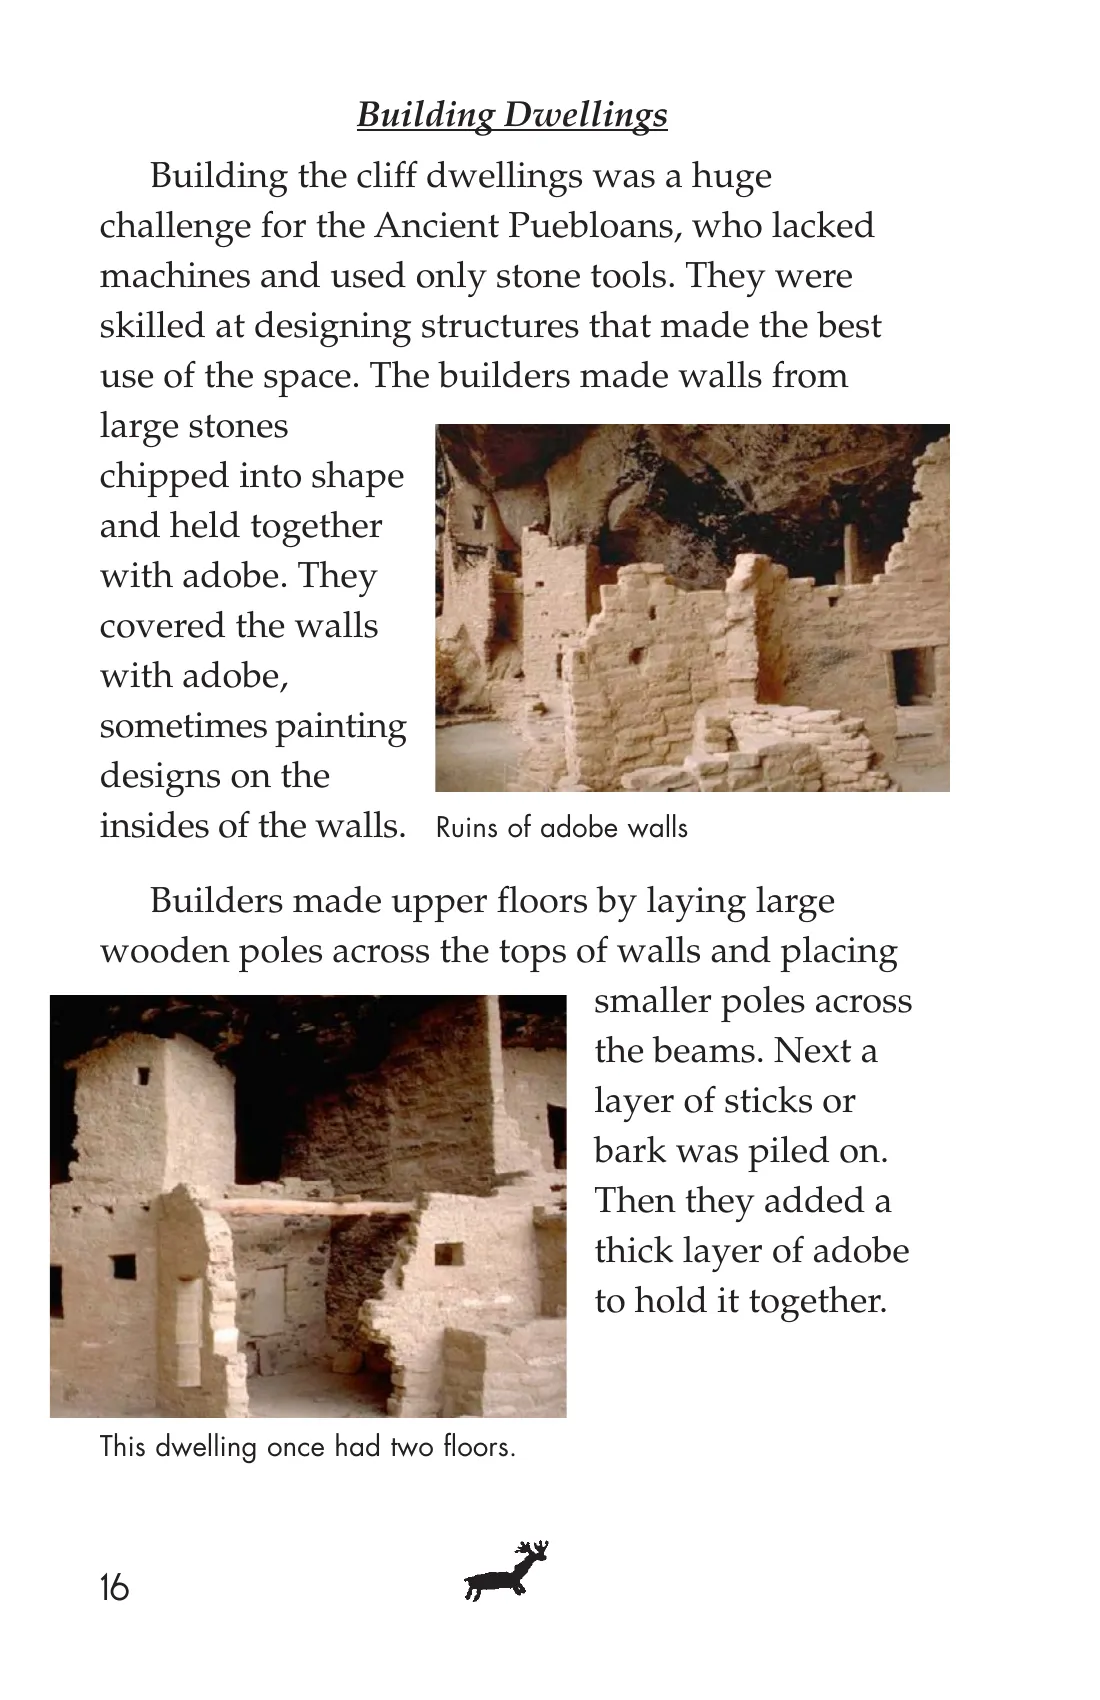 Building Dwellings
Building the cliff dwellings was a huge
challenge for the Ancient Puebloans, who lacked
machines and used only stone tools. They were
skilled at designing structures that made the best
use of the space. The builders made walls from
large stones
chipped into shape
and held together
with adobe. They
covered the walls
with adobe,
sometimes painting
designs on the
insides of the walls.
Ruins of adobe walls
Builders made upper floors by laying large
wooden poles across the tops of walls and placing
smaller poles across
the beams. Next a
layer of sticks or
bark was piled on.
Then they added a
thick layer of adobe
to hold it together.
This dwelling once had two floors.
16